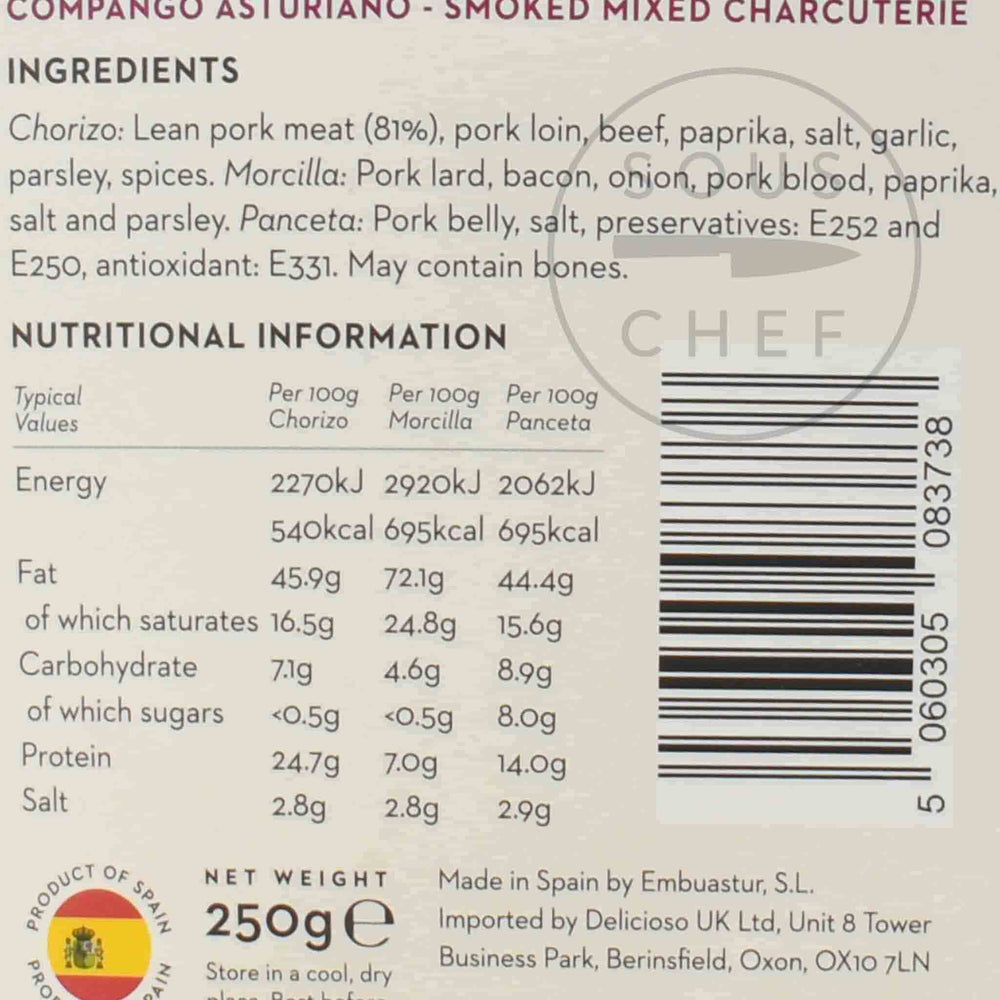 COMPANGO ASTURIANO - SMOKED MIXED CHARCUTERIE
INGREDIENTS
Chorizo: Lean pork meat (81%), pork loin, beef, paprika, salt, garlic,
parsley, spices. Morcilla: Pork lard, bacon, onion, pork blood, paprika,
salt and parsley. Panceta: Pork belly, salt, preservatives: E252 and
E250, antioxidant: E331. May contain bones.
SOUS
CHEF
NUTRITIONAL INFORMATION
Typical Values Per 100g Chorizo Per 100g Morcilla Per 100g Panceta
Energy 2270kJ 2920kJ 2062kJ
540kcal 695kcal 695kcal
Fat 45.9g 72.1g 44.4g
of which saturates 16.5g 24.8g 15.6g
Carbohydrate 7.1g 4.6g 8.9g
of which sugars <0.5g <0.5g 8.0g
Protein 24.7g 7.0g 14.0g
Salt 2.8g 2.8g 2.9g
5 060305 083738
PRODUCT OF SPAIN
NET WEIGHT
250g e
Store in a cool, dry
Made in Spain by Embuastur, S.L.
Imported by Delicioso UK Ltd, Unit 8 Tower
Business Park, Berinsfield, Oxon, OX10 7LN